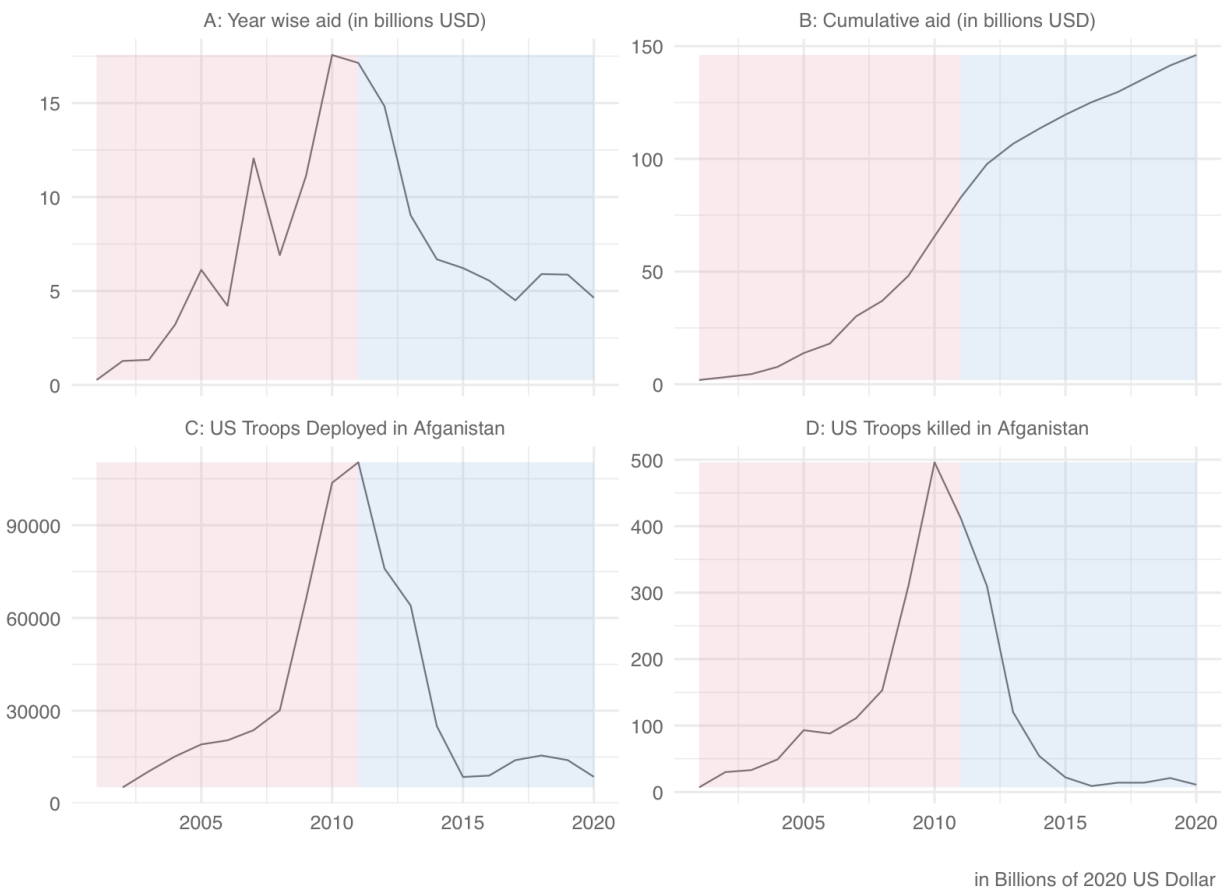 A: Year wise aid (in billions USD)
15
10
5
0
B: Cumulative aid (in billions USD)
150
100
50
0
C: US Troops Deployed in Afganistan
90000
60000
30000
0
2005 2010 2015 2020
D: US Troops killed in Afganistan
500
400
300
200
100
0
2005 2010 2015 2020
in Billions of 2020 US Dollar